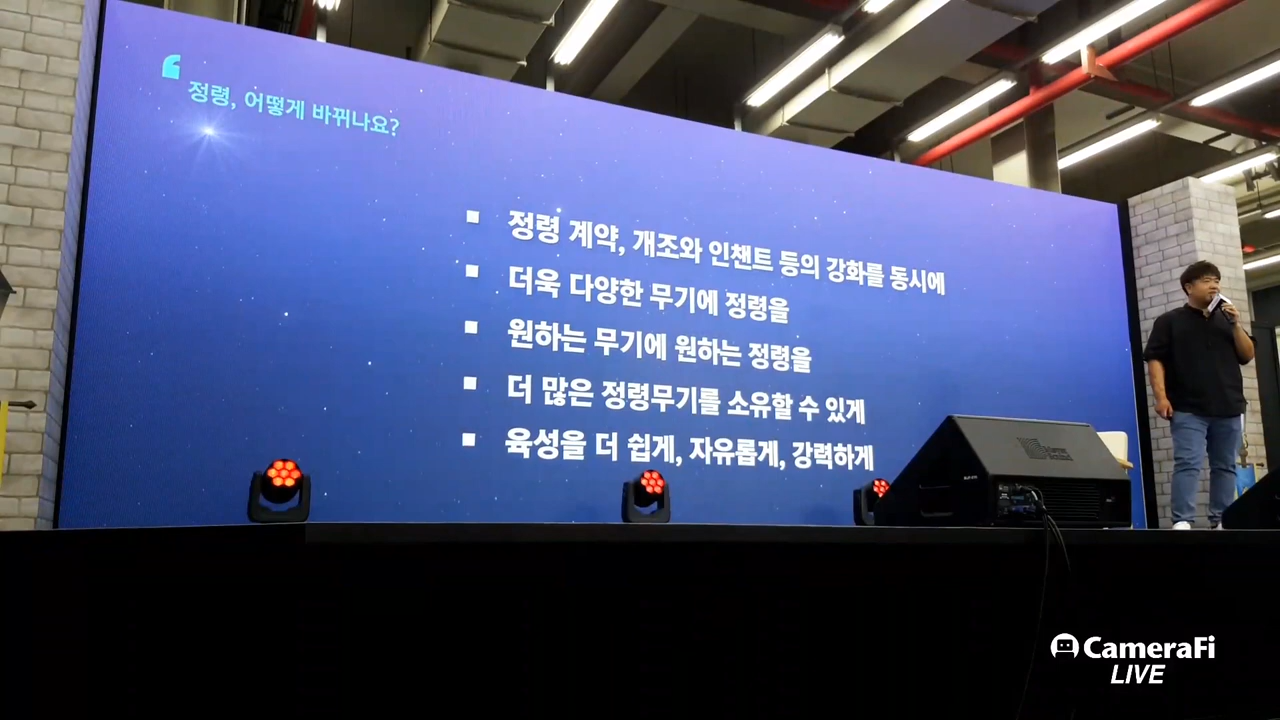 정령, 어떻게 바뀌나요?
▪ 정령 계약, 개조와 인챈트 등의 강화를 동시에
▪ 더욱 다양한 무기에 정령을
▪ 원하는 무기에 원하는 정령을
▪ 더 많은 정령무기를 소유할 수 있게
▪ 육성을 더 쉽게, 자유롭게, 강력하게
CameraFi
LIVE